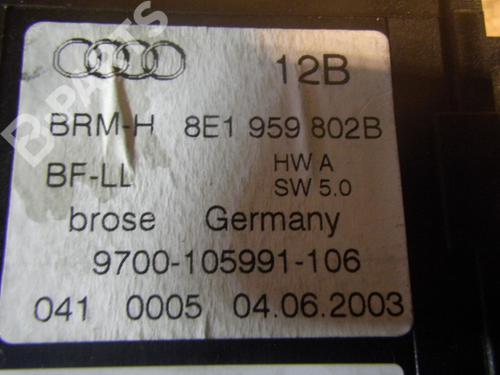 B-PARTS
12B
BRM-H 8E1 959 802B
BF-LL HW A
SW 5.0
brose Germany
9700-105991-106
041 0005 04.06.2003